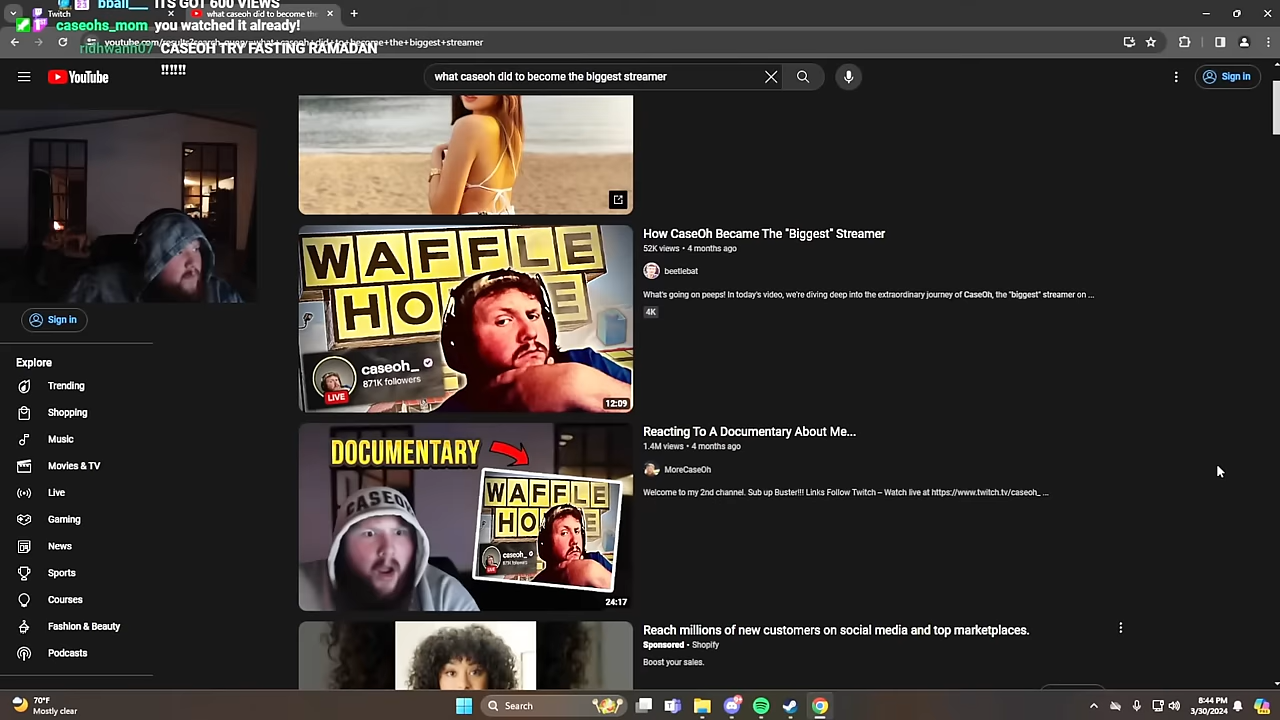 bball__ ITS GOT 600 VIEWS
Twitch
what caseoh did to become the
caseohs_mom you watched it already!
ridhwann07 CASEOH TRY FASTING RAMADAN
!!!!!!
YouTube
what caseoh did to become the biggest streamer
Sign in
How CaseOh Became The "Biggest" Streamer
52K views • 4 months ago
beetlebat
What's going on peeps! In today's video, we're diving deep into the extraordinary journey of CaseOh, the "biggest" streamer on ...
4K
WAFFLE
HO E
caseoh_
871K followers
LIVE
12:09
Sign in
Explore
Trending
Shopping
Music
Movies & TV
Live
Gaming
News
Sports
Courses
Fashion & Beauty
Podcasts
Reacting To A Documentary About Me...
1.4M views • 4 months ago
MoreCaseOh
Welcome to my 2nd channel. Sub up Buster!!! Links Follow Twitch – Watch live at https://www.twitch.tv/caseoh_ ...
DOCUMENTARY
CASEOH
WAFFLE
HO E
caseoh_
871K followers
LIVE
24:17
Reach millions of new customers on social media and top marketplaces.
Sponsored • Shopify
Boost your sales.
70°F
Mostly clear
Search
8:44 PM
3/30/2024